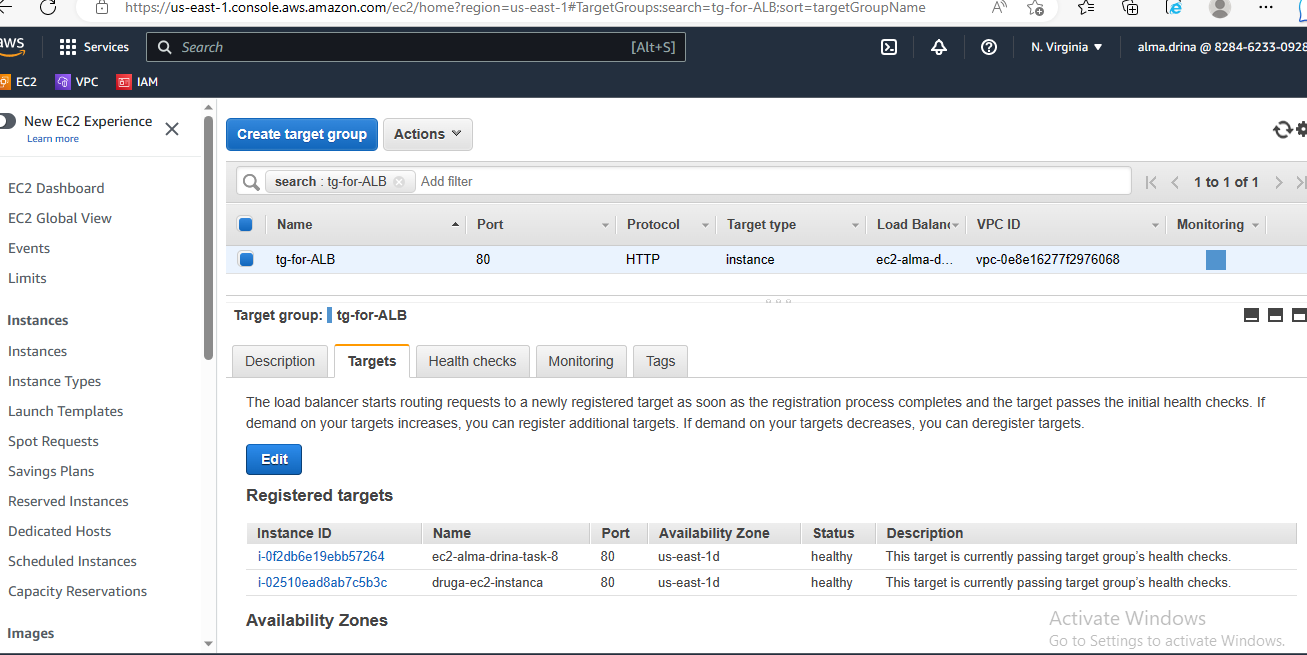 https://us-east-1.console.aws.amazon.com/ec2/home?region=us-east-1#TargetGroups:search=tg-for-ALB;sort=targetGroupName
aws
Services
Search
[Alt+S]
N. Virginia
alma.drina @ 8284-6233-0928
EC2
VPC
IAM
New EC2 Experience
Learn more
EC2 Dashboard
EC2 Global View
Events
Limits
Instances
Instances
Instance Types
Launch Templates
Spot Requests
Savings Plans
Reserved Instances
Dedicated Hosts
Scheduled Instances
Capacity Reservations
Images
Create target group
Actions
search : tg-for-ALB
Add filter
1 to 1 of 1
Name Port Protocol Target type Load Balanc VPC ID Monitoring
tg-for-ALB 80 HTTP instance ec2-alma-d... vpc-0e8e16277f2976068
Target group: tg-for-ALB
Description Targets Health checks Monitoring Tags
The load balancer starts routing requests to a newly registered target as soon as the registration process completes and the target passes the initial health checks. If
demand on your targets increases, you can register additional targets. If demand on your targets decreases, you can deregister targets.
Edit
Registered targets
Instance ID Name Port Availability Zone Status Description
i-0f2db6e19ebb57264 ec2-alma-drina-task-8 80 us-east-1d healthy This target is currently passing target group's health checks.
i-02510ead8ab7c5b3c druga-ec2-instanca 80 us-east-1d healthy This target is currently passing target group's health checks.
Availability Zones
Activate Windows
Go to Settings to activate Windows.